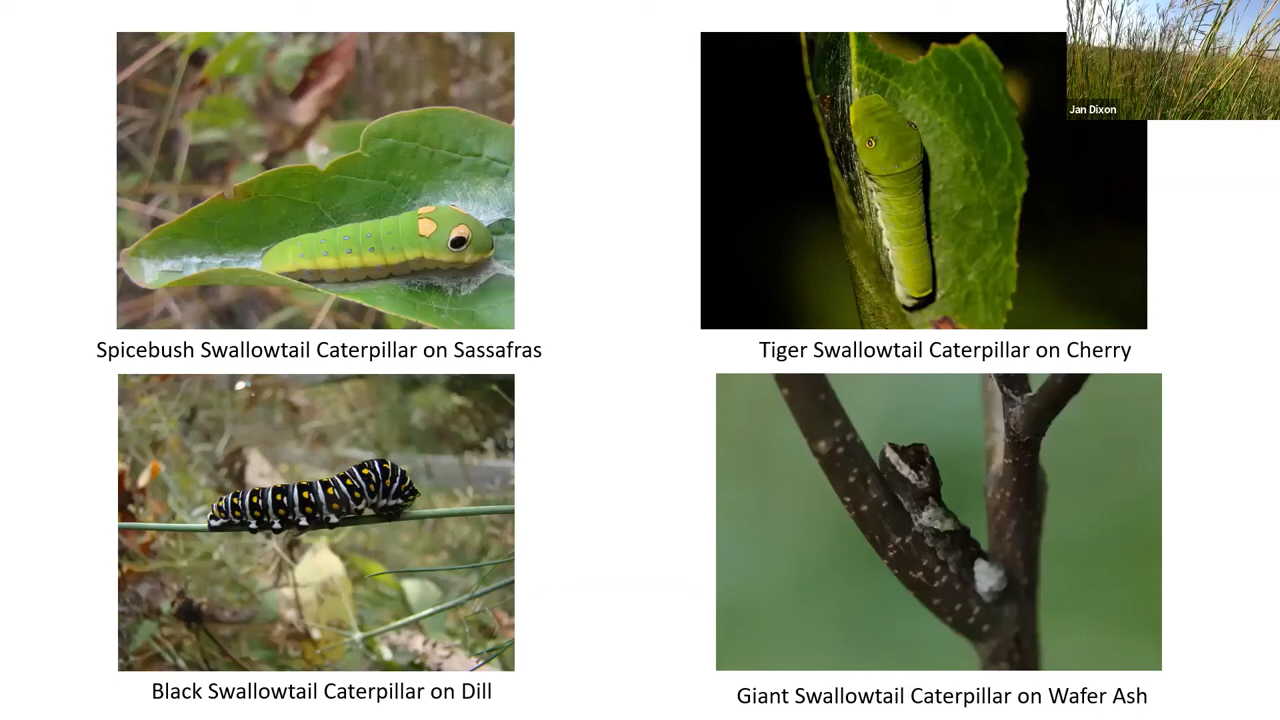 Jan Dixon
Spicebush Swallowtail Caterpillar on Sassafras
Tiger Swallowtail Caterpillar on Cherry
Black Swallowtail Caterpillar on Dill
Giant Swallowtail Caterpillar on Wafer Ash